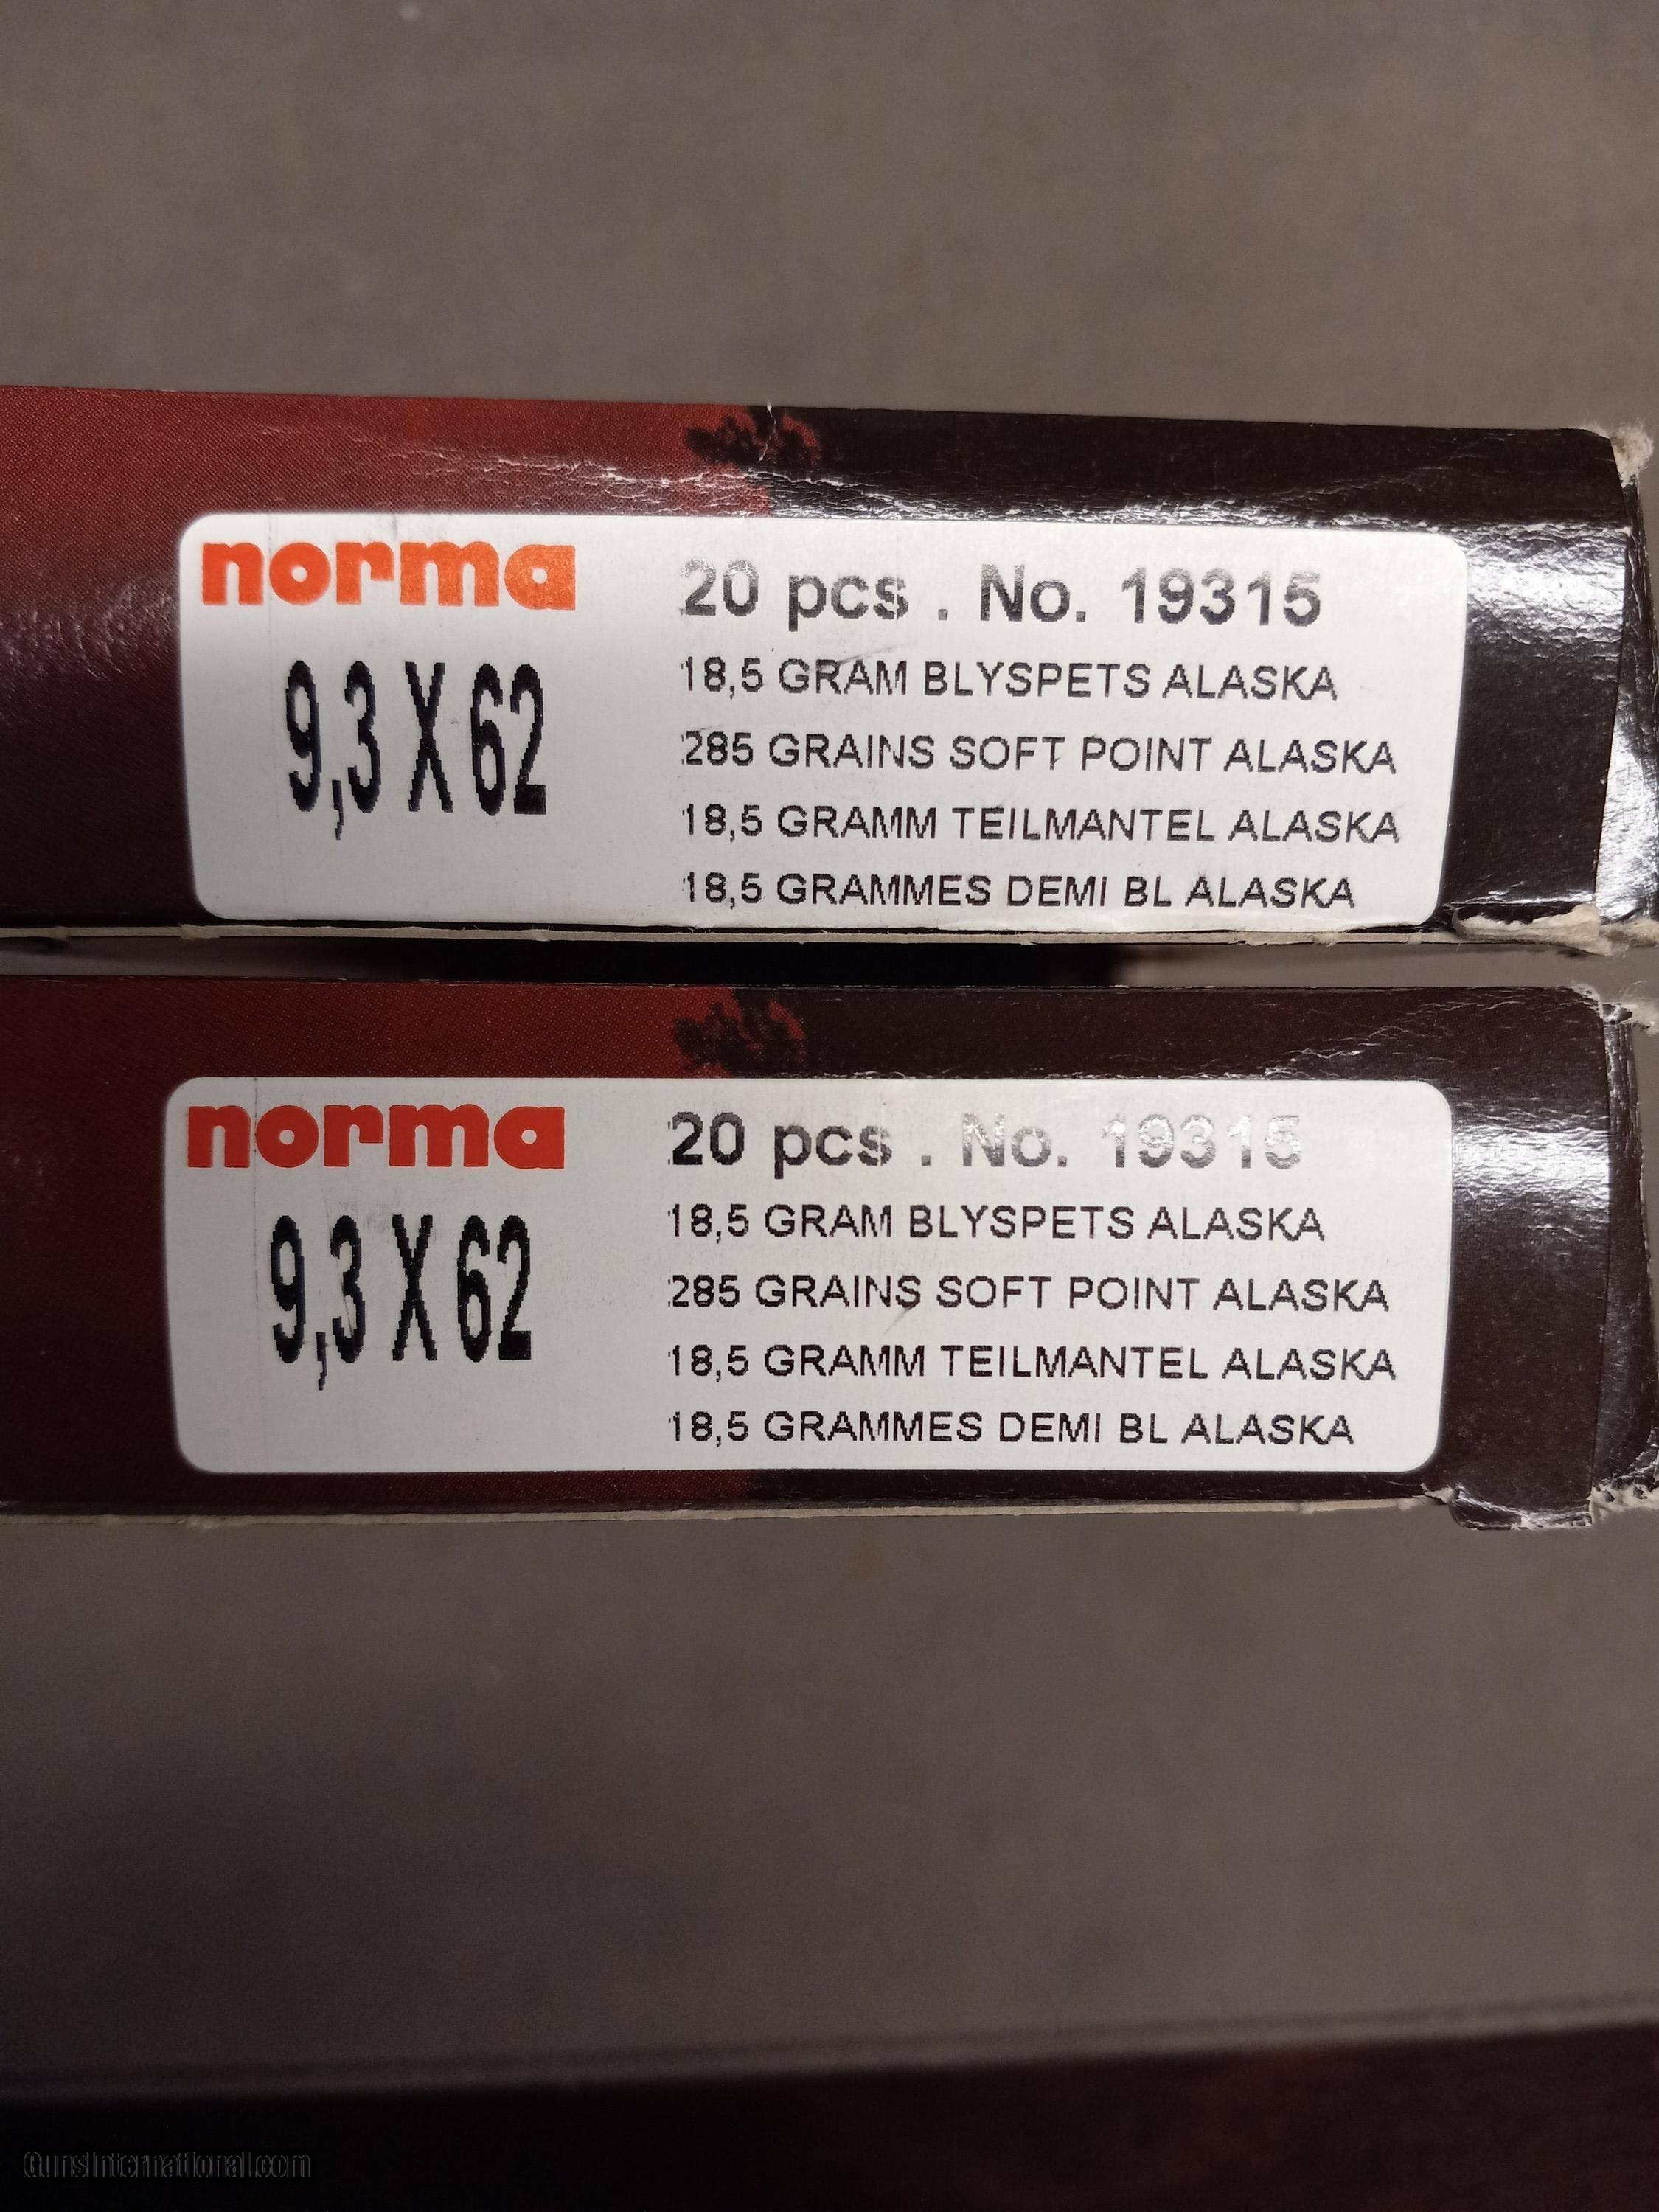 norma
9,3 X 62
20 pcs . No. 19315
18,5 GRAM BLYSPETS ALASKA
285 GRAINS SOFT POINT ALASKA
18,5 GRAMM TEILMANTEL ALASKA
18,5 GRAMMES DEMI BL ALASKA
norma
9,3 X 62
20 pcs . No. 19315
18,5 GRAM BLYSPETS ALASKA
285 GRAINS SOFT POINT ALASKA
18,5 GRAMM TEILMANTEL ALASKA
18,5 GRAMMES DEMI BL ALASKA
GunsInternational.com